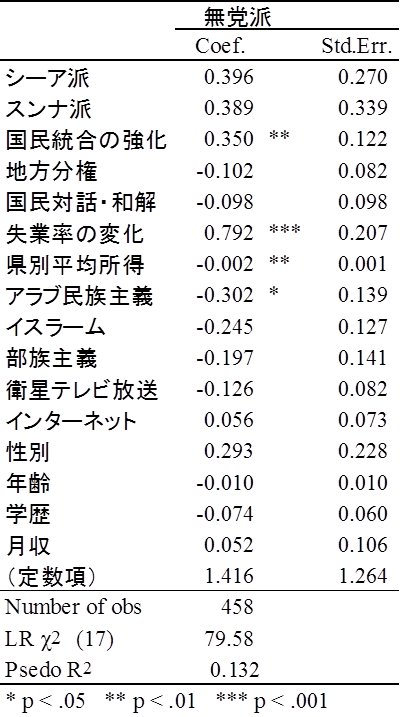 無党派
Coef. Std.Err.
シーア派 0.396 0.270
スンナ派 0.389 0.339
国民統合の強化 0.350 ** 0.122
地方分権 -0.102 0.082
国民対話・和解 -0.098 0.098
失業率の変化 0.792 *** 0.207
県別平均所得 -0.002 ** 0.001
アラブ民族主義 -0.302 * 0.139
イスラーム -0.245 0.127
部族主義 -0.197 0.141
衛星テレビ放送 -0.126 0.082
インターネット 0.056 0.073
性別 0.293 0.228
年齢 -0.010 0.010
学歴 -0.074 0.060
月収 0.052 0.106
（定数項） 1.416 1.264
Number of obs 458
LR χ2 (17) 79.58
Psedo R2 0.132
* p < .05 ** p < .01 *** p < .001